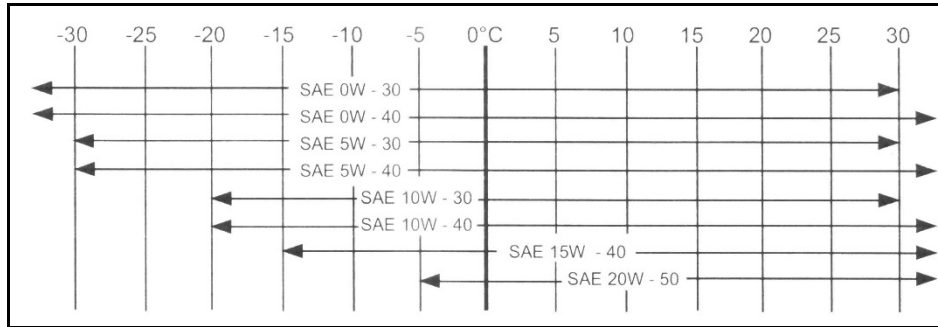 -30 -25 -20 -15 -10 -5 0°C 5 10 15 20 25 30
SAE 0W - 30
SAE 0W - 40
SAE 5W - 30
SAE 5W - 40
SAE 10W - 30
SAE 10W - 40
SAE 15W - 40
SAE 20W - 50